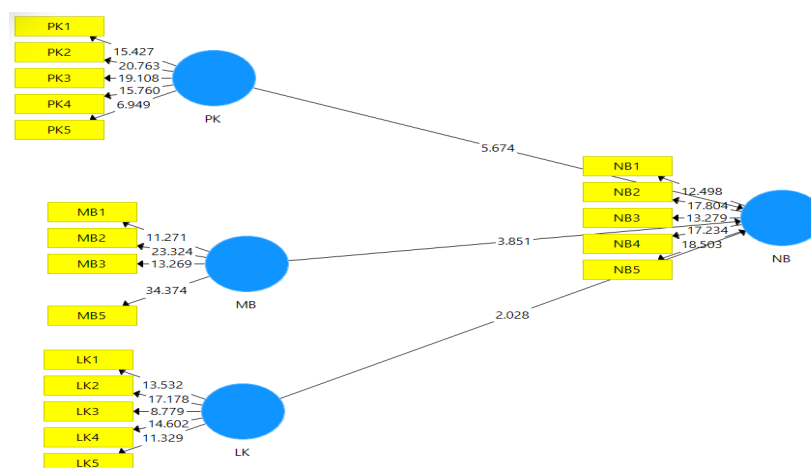 PK1
PK2
PK3
PK4
PK5
15.427
20.763
19.108
15.760
6.949
PK
5.674
MB1
MB2
MB3
MB5
11.271
23.324
13.269
34.374
MB
3.851
LK1
LK2
LK3
LK4
LK5
13.532
17.178
8.779
14.602
11.329
LK
2.028
NB1
NB2
NB3
NB4
NB5
12.498
17.804
13.279
17.234
18.503
NB